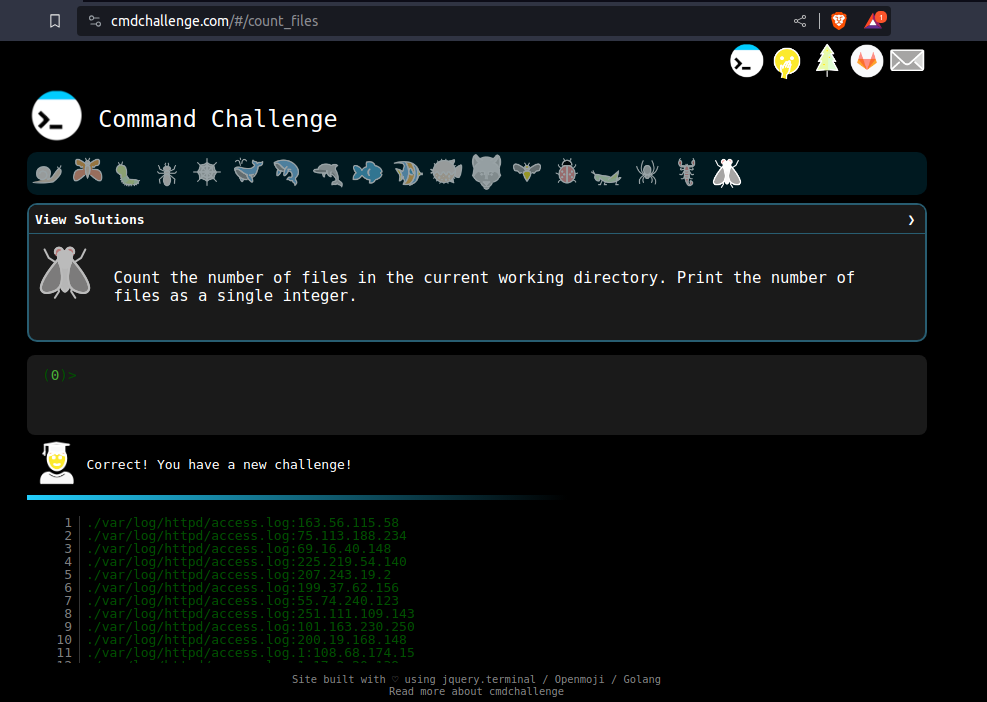 cmdchallenge.com/#/count_files
1
Command Challenge
View Solutions ❯
Count the number of files in the current working directory. Print the number of
files as a single integer.
(0)>
Correct! You have a new challenge!
1 ./var/log/httpd/access.log:163.56.115.58
2 ./var/log/httpd/access.log:75.113.188.234
3 ./var/log/httpd/access.log:69.16.40.148
4 ./var/log/httpd/access.log:225.219.54.140
5 ./var/log/httpd/access.log:207.243.19.2
6 ./var/log/httpd/access.log:199.37.62.156
7 ./var/log/httpd/access.log:55.74.240.123
8 ./var/log/httpd/access.log:251.111.109.143
9 ./var/log/httpd/access.log:101.163.230.250
10 ./var/log/httpd/access.log:200.19.168.148
11 ./var/log/httpd/access.log.1:108.68.174.15
Site built with ♡ using jquery.terminal / Openmoji / Golang
Read more about cmdchallenge